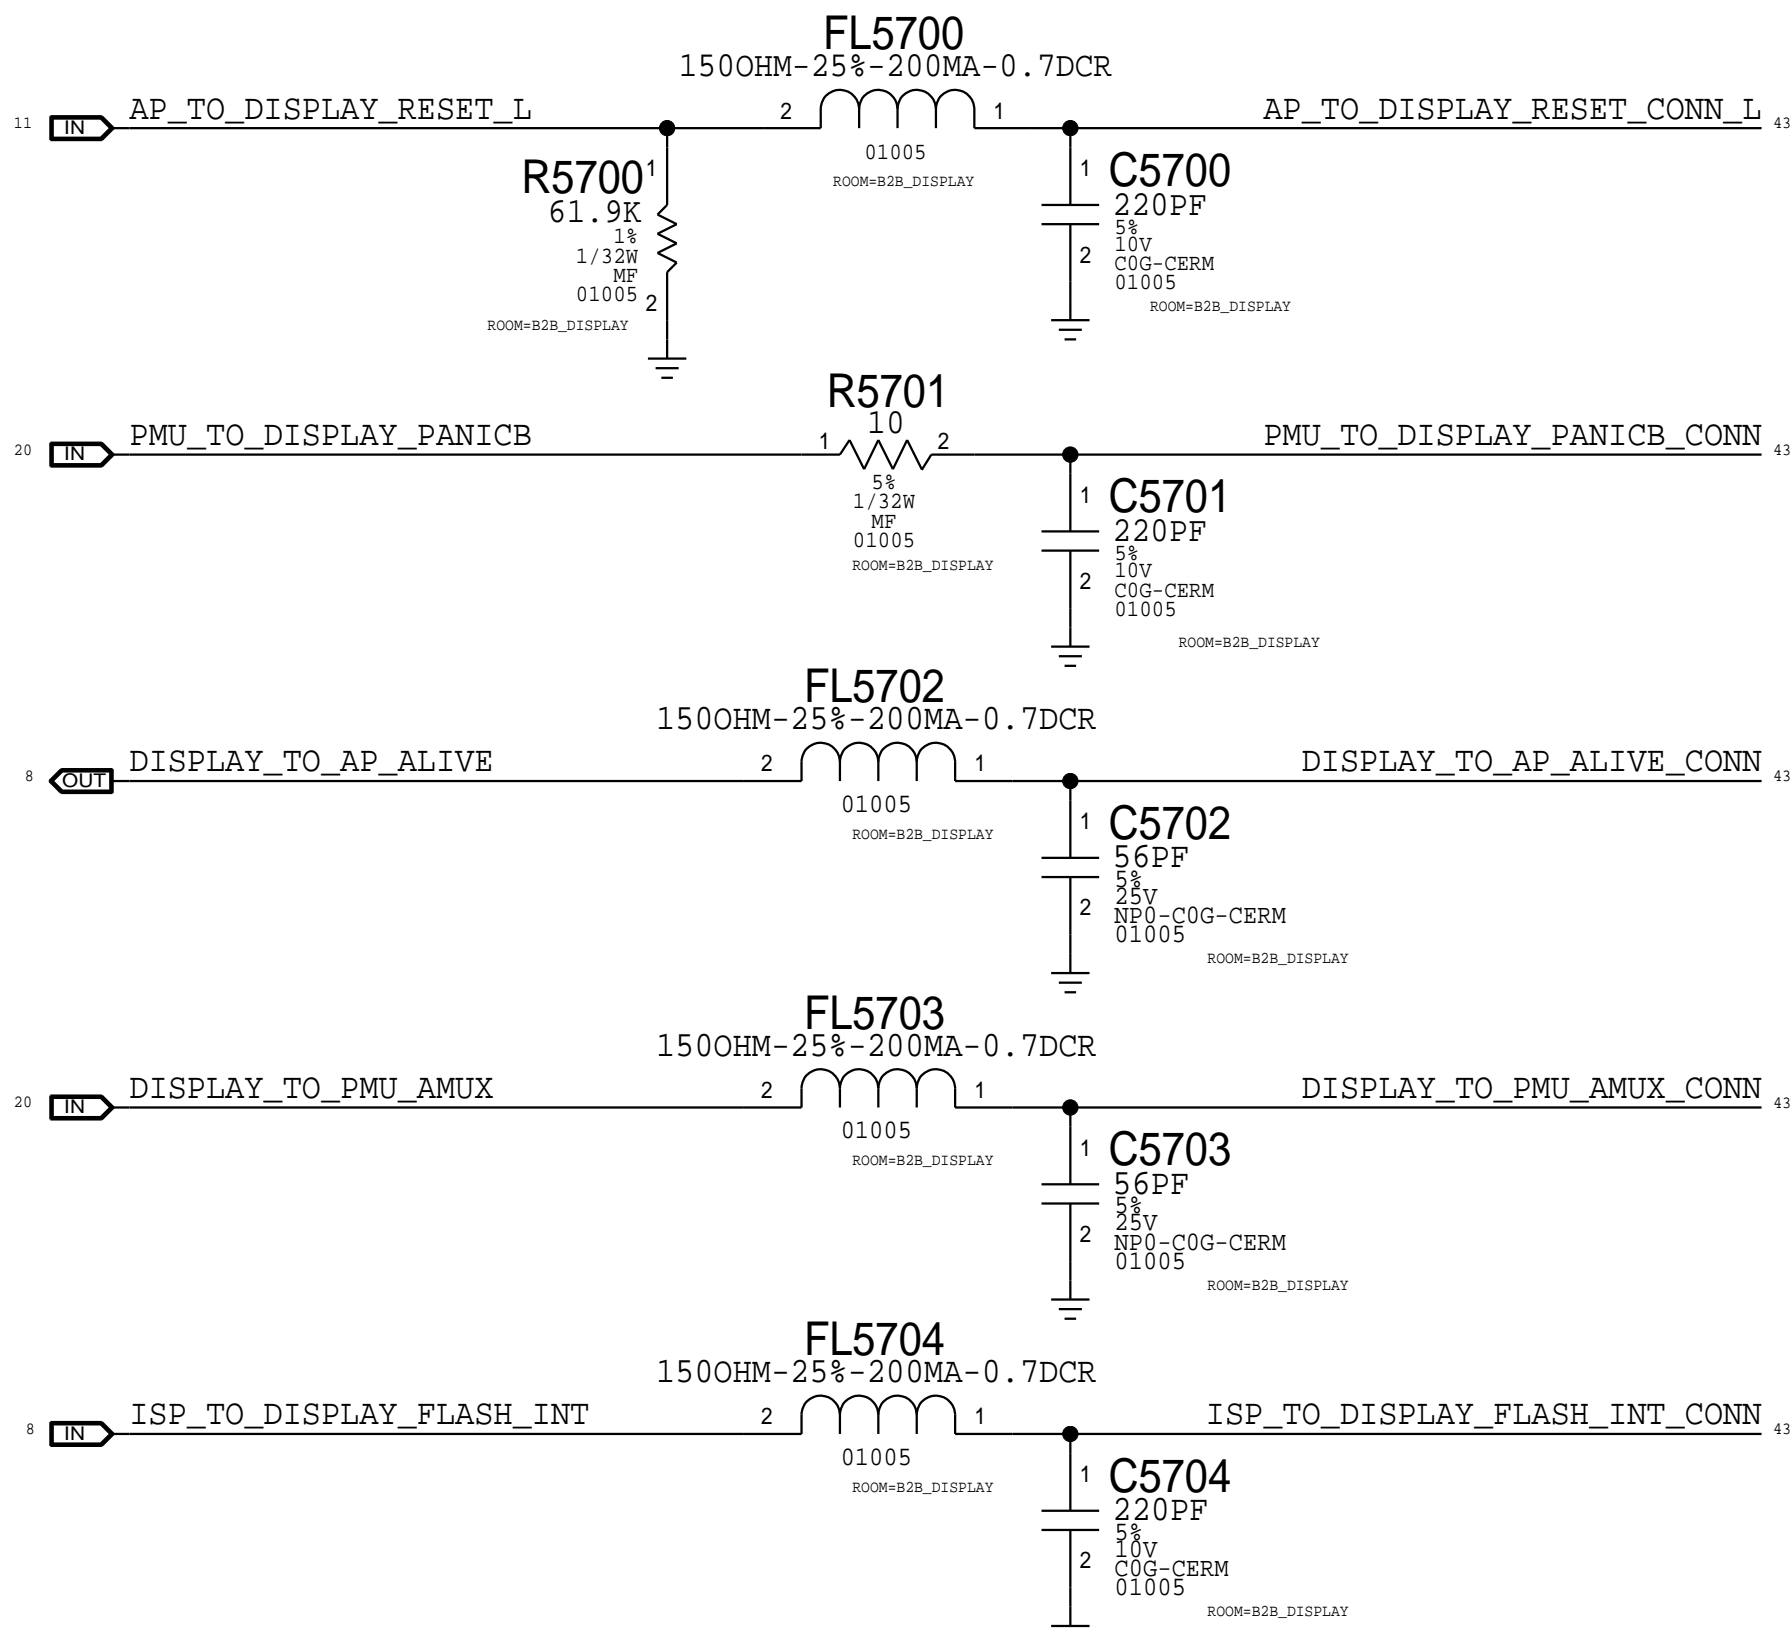 FL5700
150OHM-25%-200MA-0.7DCR
11 IN AP_TO_DISPLAY_RESET_L 2 1 AP_TO_DISPLAY_RESET_CONN_L 43
01005
ROOM=B2B_DISPLAY
R5700 1
61.9K
1%
1/32W
MF
01005 2
ROOM=B2B_DISPLAY
1 C5700
220PF
5%
10V
2 C0G-CERM
01005
ROOM=B2B_DISPLAY
R5701
10
20 IN PMU_TO_DISPLAY_PANICB 1 2 PMU_TO_DISPLAY_PANICB_CONN 43
5%
1/32W
MF
01005
ROOM=B2B_DISPLAY
1 C5701
220PF
5%
10V
2 C0G-CERM
01005
ROOM=B2B_DISPLAY
FL5702
150OHM-25%-200MA-0.7DCR
8 OUT DISPLAY_TO_AP_ALIVE 2 1 DISPLAY_TO_AP_ALIVE_CONN 43
01005
ROOM=B2B_DISPLAY
1 C5702
56PF
5%
25V
2 NP0-C0G-CERM
01005
ROOM=B2B_DISPLAY
FL5703
150OHM-25%-200MA-0.7DCR
20 IN DISPLAY_TO_PMU_AMUX 2 1 DISPLAY_TO_PMU_AMUX_CONN 43
01005
ROOM=B2B_DISPLAY
1 C5703
56PF
5%
25V
2 NP0-C0G-CERM
01005
ROOM=B2B_DISPLAY
FL5704
150OHM-25%-200MA-0.7DCR
8 IN ISP_TO_DISPLAY_FLASH_INT 2 1 ISP_TO_DISPLAY_FLASH_INT_CONN 43
01005
ROOM=B2B_DISPLAY
1 C5704
220PF
5%
10V
2 C0G-CERM
01005
ROOM=B2B_DISPLAY